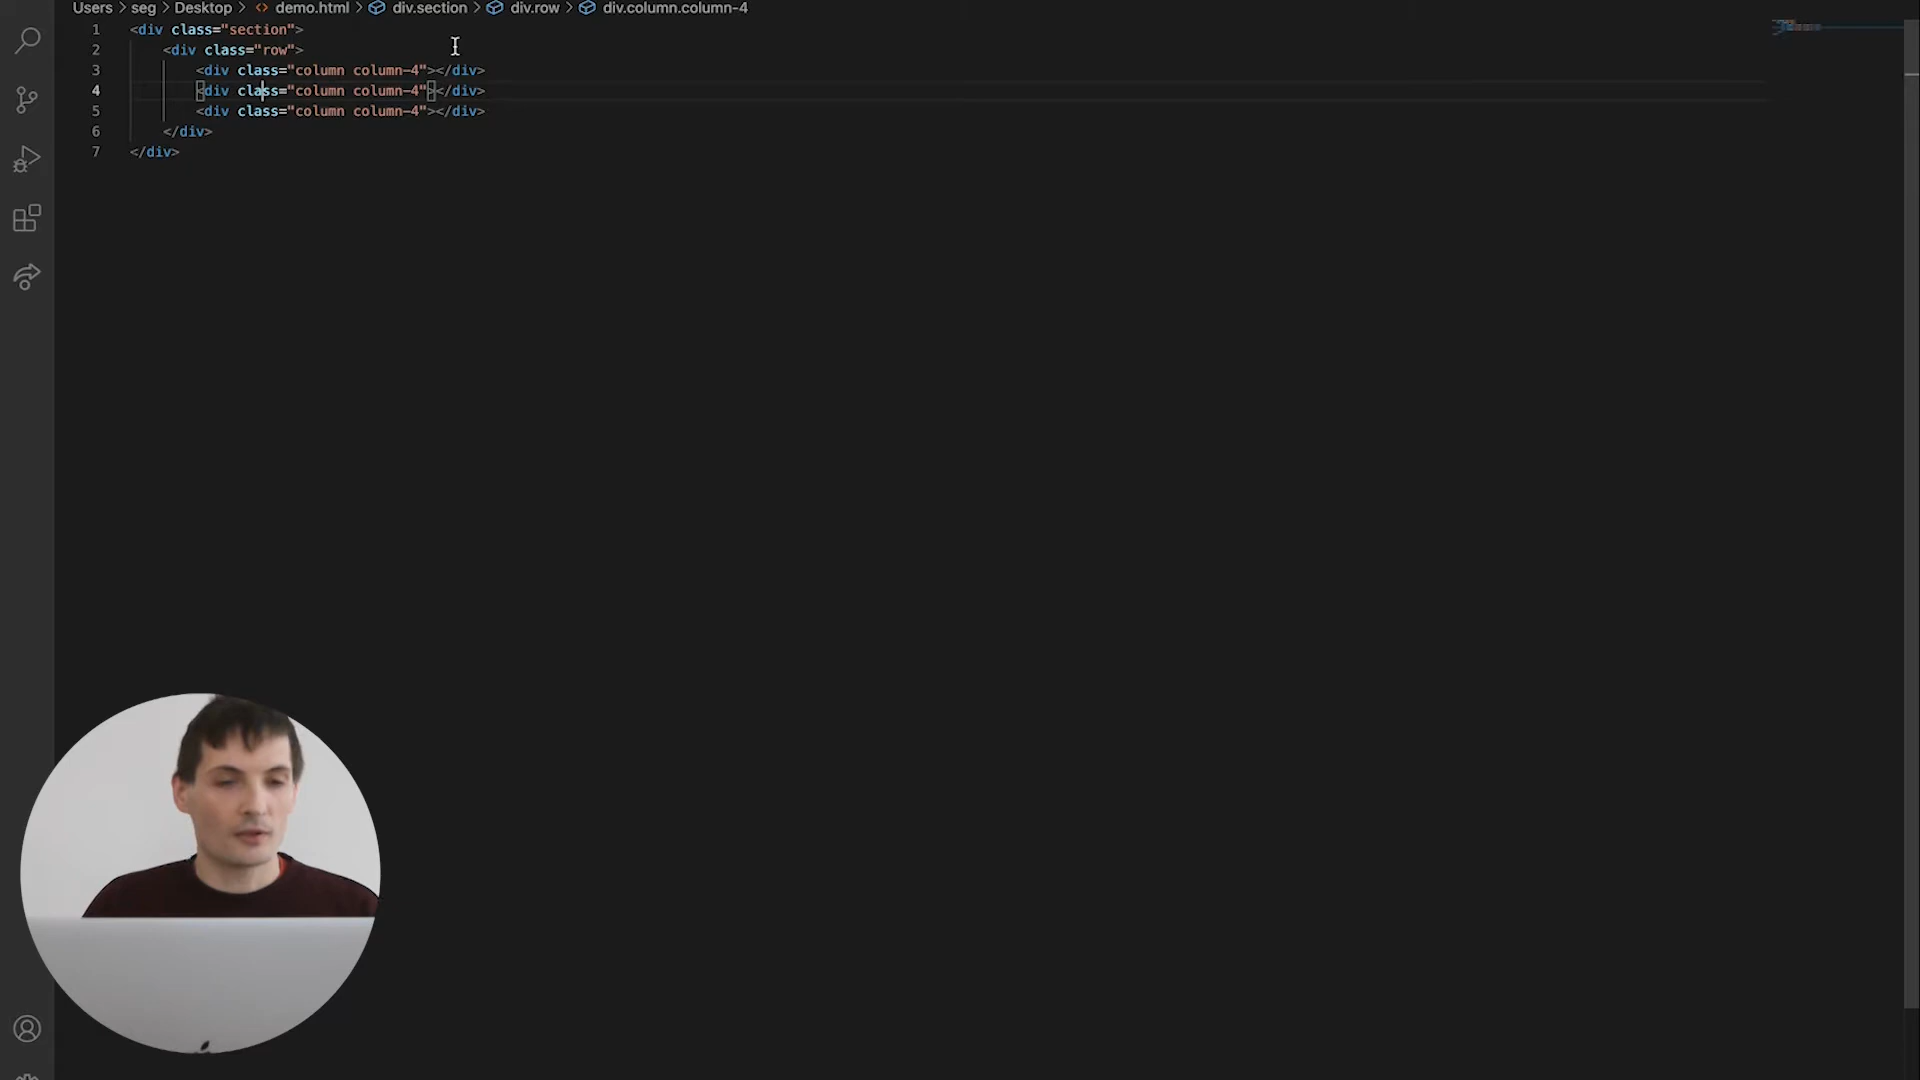 Users > seg > Desktop > demo.html > div.section > div.row > div.column.column-4
1 <div class="section">
2 <div class="row">
3 <div class="column column-4"></div>
4 <div class="column column-4"></div>
5 <div class="column column-4"></div>
6 </div>
7 </div>